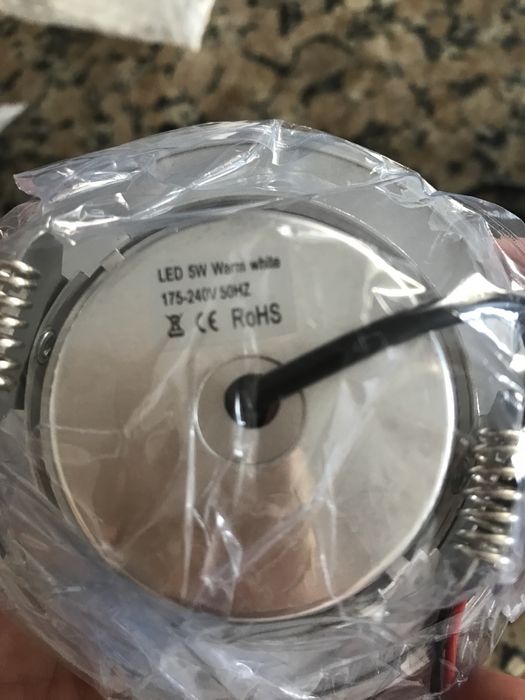 LED 5W Warm white
175-240V 50HZ
CE RoHS